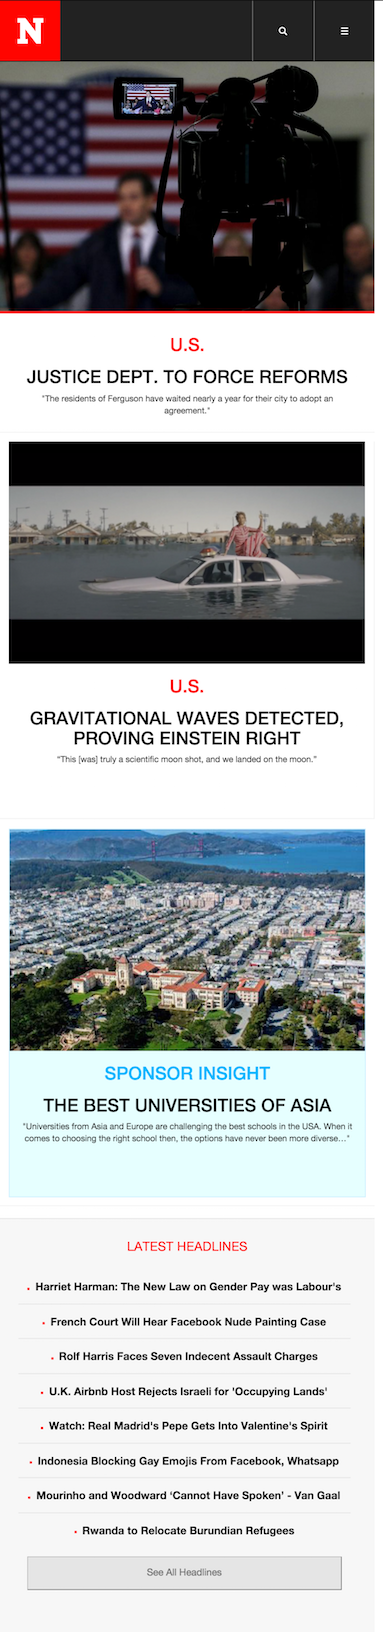 N
U.S.
JUSTICE DEPT. TO FORCE REFORMS
"The residents of Ferguson have waited nearly a year for their city to adopt an
agreement."
U.S.
GRAVITATIONAL WAVES DETECTED,
PROVING EINSTEIN RIGHT
"This [was] truly a scientific moon shot, and we landed on the moon."
SPONSOR INSIGHT
THE BEST UNIVERSITIES OF ASIA
"Universities from Asia and Europe are challenging the best schools in the USA. When it
comes to choosing the right school then, the options have never been more diverse…"
LATEST HEADLINES
Harriet Harman: The New Law on Gender Pay was Labour's
French Court Will Hear Facebook Nude Painting Case
Rolf Harris Faces Seven Indecent Assault Charges
U.K. Airbnb Host Rejects Israeli for 'Occupying Lands'
Watch: Real Madrid's Pepe Gets Into Valentine's Spirit
Indonesia Blocking Gay Emojis From Facebook, Whatsapp
Mourinho and Woodward ‘Cannot Have Spoken’ - Van Gaal
Rwanda to Relocate Burundian Refugees
See All Headlines